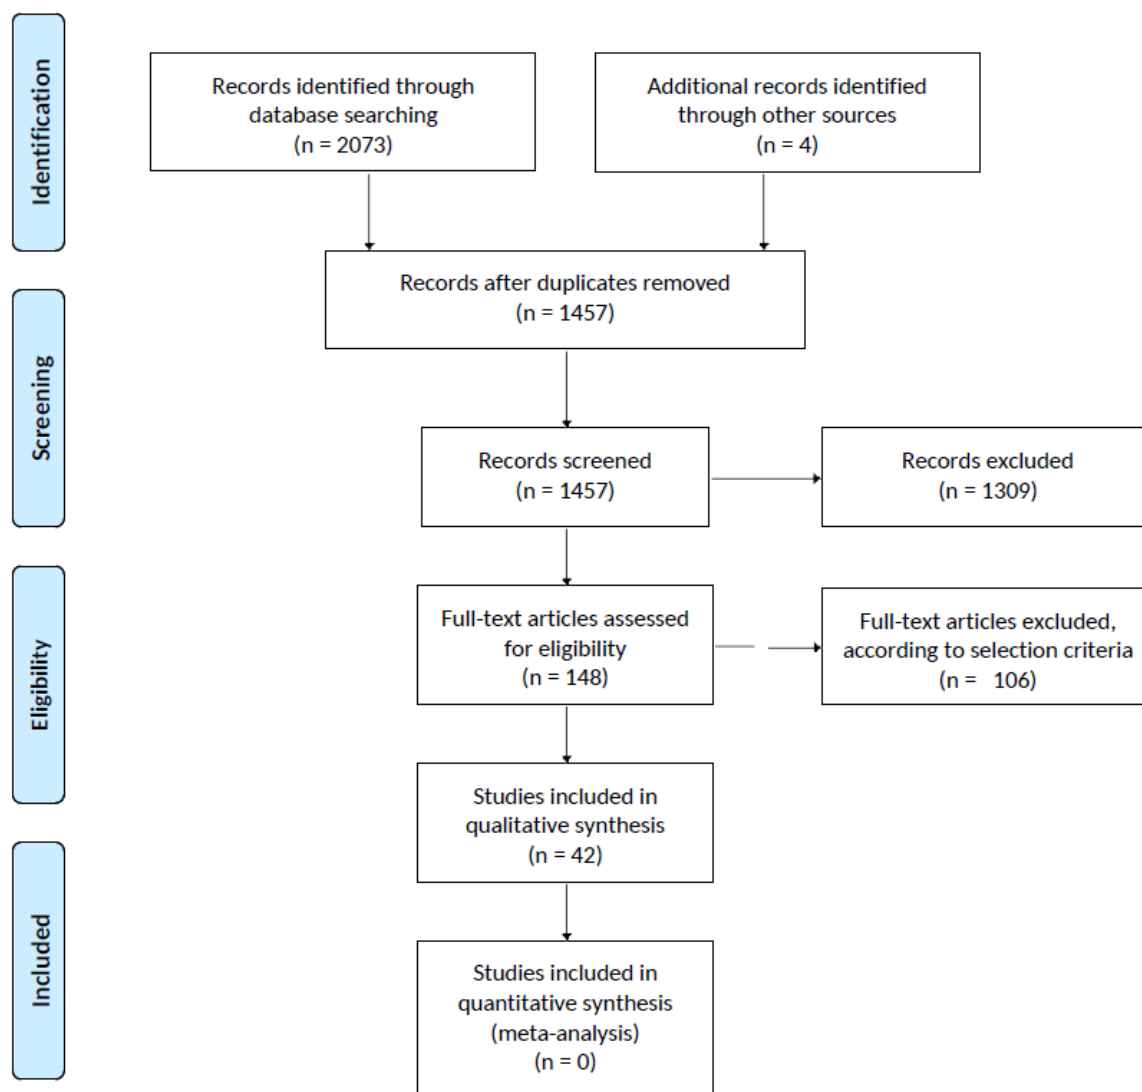 Identification
Records identified through
database searching
(n = 2073)
Additional records identified
through other sources
(n = 4)
Records after duplicates removed
(n = 1457)
Screening
Records screened
(n = 1457)
Records excluded
(n = 1309)
Eligibility
Full-text articles assessed
for eligibility
(n = 148)
Full-text articles excluded,
according to selection criteria
(n =   106)
Studies included in
qualitative synthesis
(n = 42)
Included
Studies included in
quantitative synthesis
(meta-analysis)
(n = 0)